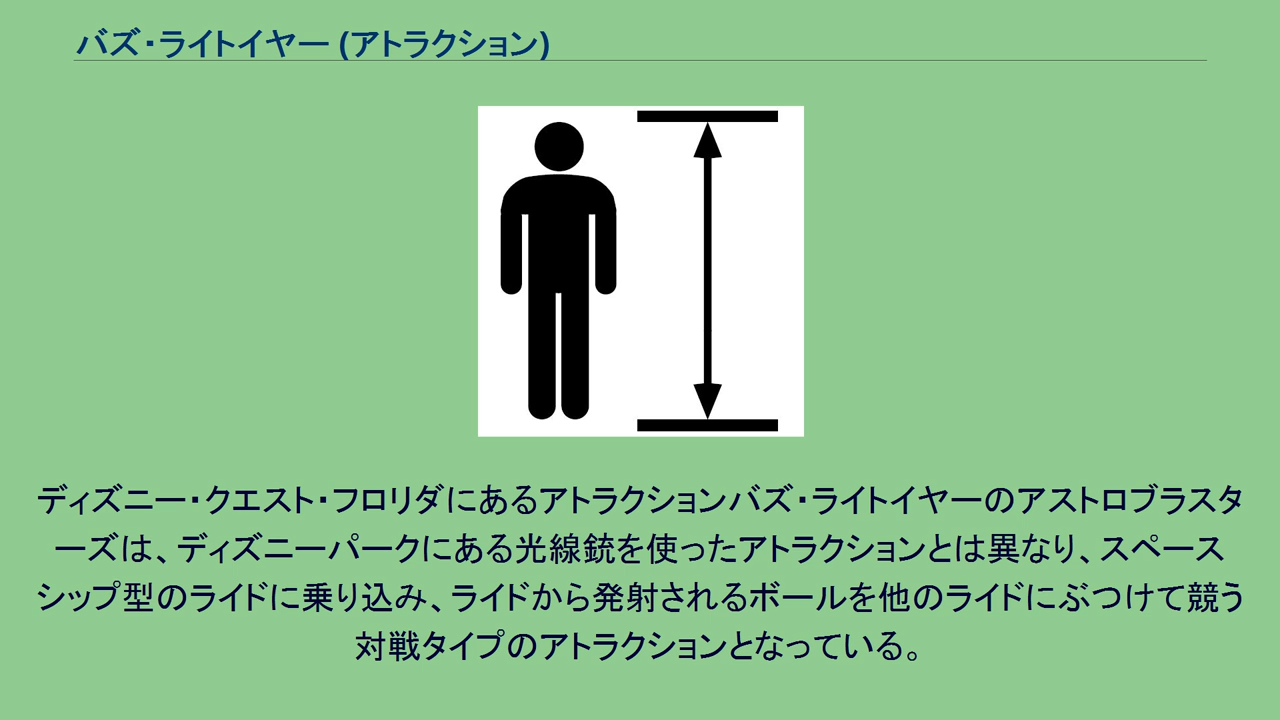 バズ・ライトイヤー (アトラクション)
ディズニー・クエスト・フロリダにあるアトラクションバズ・ライトイヤーのアストロブラスタ
ーズは、ディズニーパークにある光線銃を使ったアトラクションとは異なり、スペース
シップ型のライドに乗り込み、ライドから発射されるボールを他のライドにぶつけて競う
対戦タイプのアトラクションとなっている。